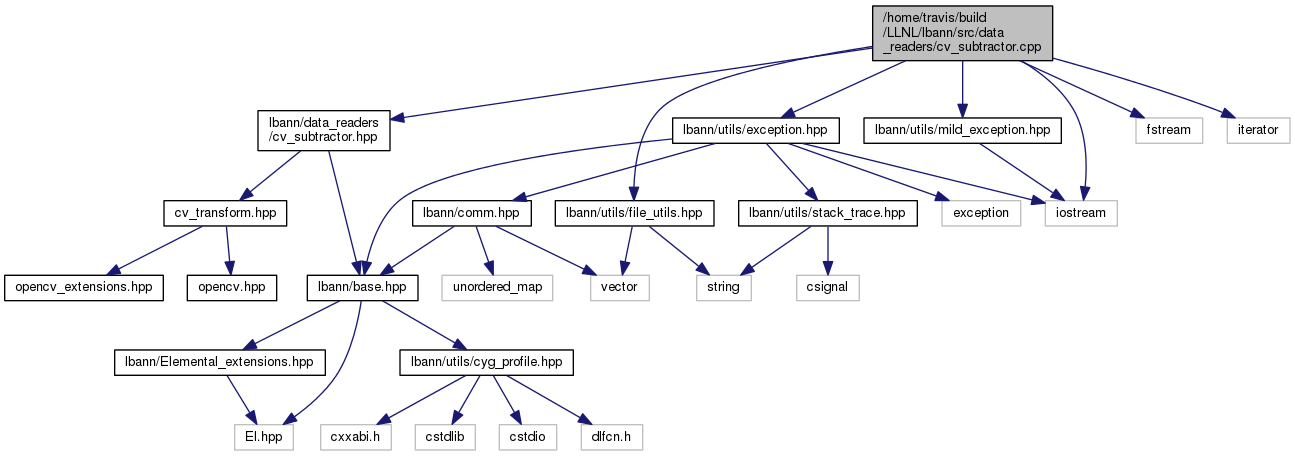 /home/travis/build
/LLNL/lbann/src/data
_readers/cv_subtractor.cpp
lbann/data_readers
/cv_subtractor.hpp
lbann/utils/exception.hpp
lbann/utils/mild_exception.hpp
fstream
iterator
cv_transform.hpp
lbann/comm.hpp
lbann/utils/file_utils.hpp
lbann/utils/stack_trace.hpp
exception
iostream
opencv_extensions.hpp
opencv.hpp
lbann/base.hpp
unordered_map
vector
string
csignal
lbann/Elemental_extensions.hpp
lbann/utils/cyg_profile.hpp
El.hpp
cxxabi.h
cstdlib
cstdio
dlfcn.h